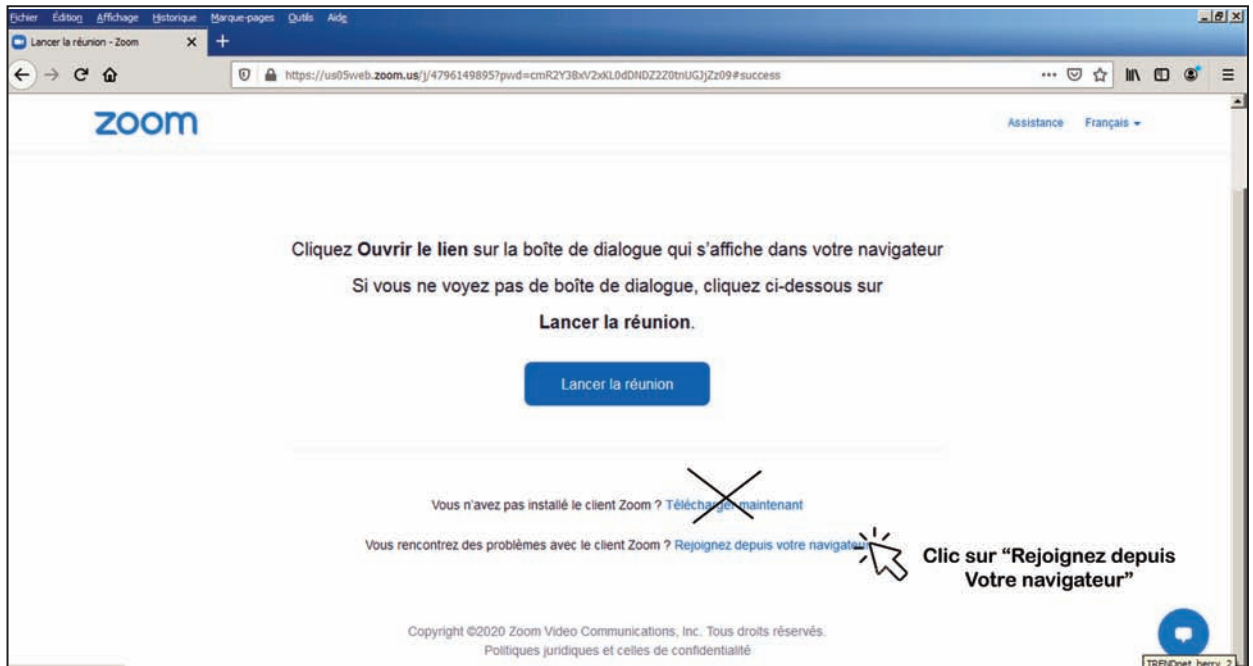 Fichier Édition Affichage Historique Marque-pages Outils Aide
Lancer la réunion - Zoom
https://us05web.zoom.us/j/4796149895?pwd=cmR2Y3BxV2xKL0dDNDZ2Z0tnUGJjZz09#success
zoom
Assistance Français
Cliquez Ouvrir le lien sur la boîte de dialogue qui s'affiche dans votre navigateur
Si vous ne voyez pas de boîte de dialogue, cliquez ci-dessous sur
Lancer la réunion.
Lancer la réunion
Vous n'avez pas installé le client Zoom ? Télécharger maintenant
Vous rencontrez des problèmes avec le client Zoom ? Rejoignez depuis votre navigateur
Clic sur “Rejoignez depuis
Votre navigateur”
Copyright ©2020 Zoom Video Communications, Inc. Tous droits réservés.
Politiques juridiques et celles de confidentialité
TRENDnet_berry_2